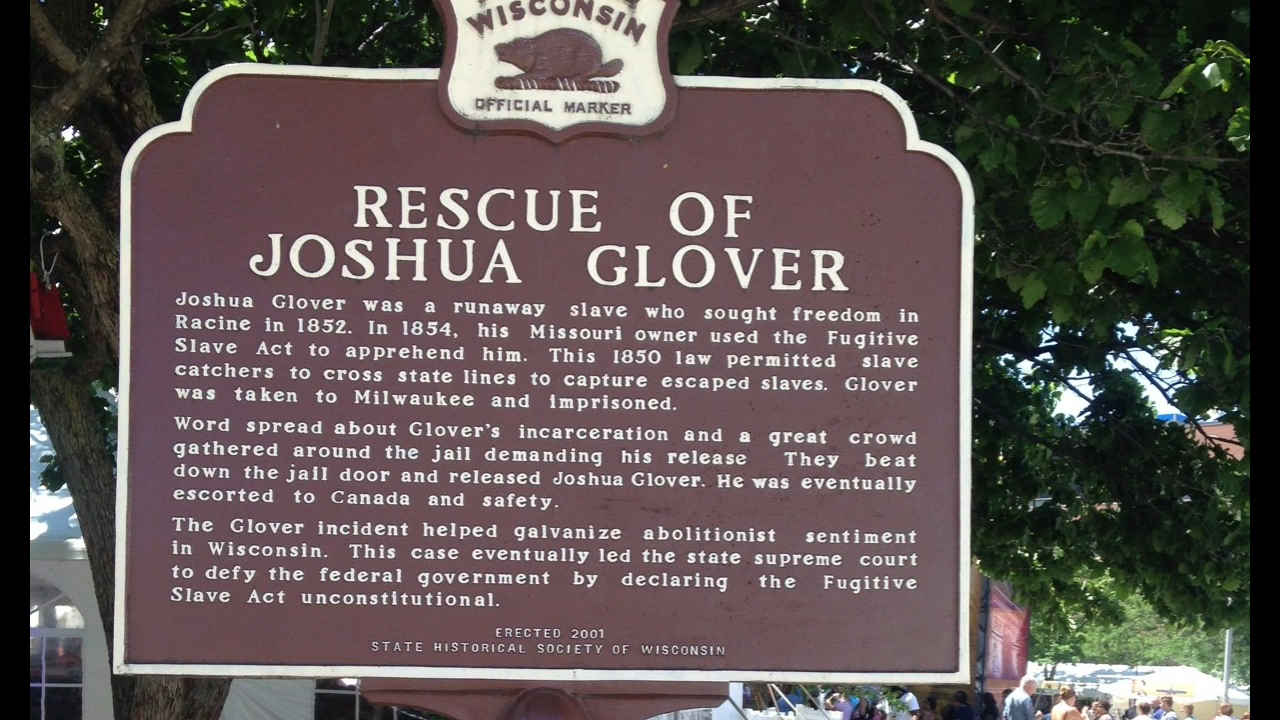 WISCONSIN
OFFICIAL MARKER
RESCUE OF
JOSHUA GLOVER
Joshua Glover was a runaway slave who sought freedom in
Racine in 1852. In 1854, his Missouri owner used the Fugitive
Slave Act to apprehend him. This 1850 law permitted slave
catchers to cross state lines to capture escaped slaves. Glover
was taken to Milwaukee and imprisoned.
Word spread about Glover's incarceration and a great crowd
gathered around the jail demanding his release They beat
down the jail door and released Joshua Glover. He was eventually
escorted to Canada and safety.
The Glover incident helped galvanize abolitionist sentiment
in Wisconsin. This case eventually led the state supreme court
to defy the federal government by declaring the Fugitive
Slave Act unconstitutional.
ERECTED 2001
STATE HISTORICAL SOCIETY OF WISCONSIN